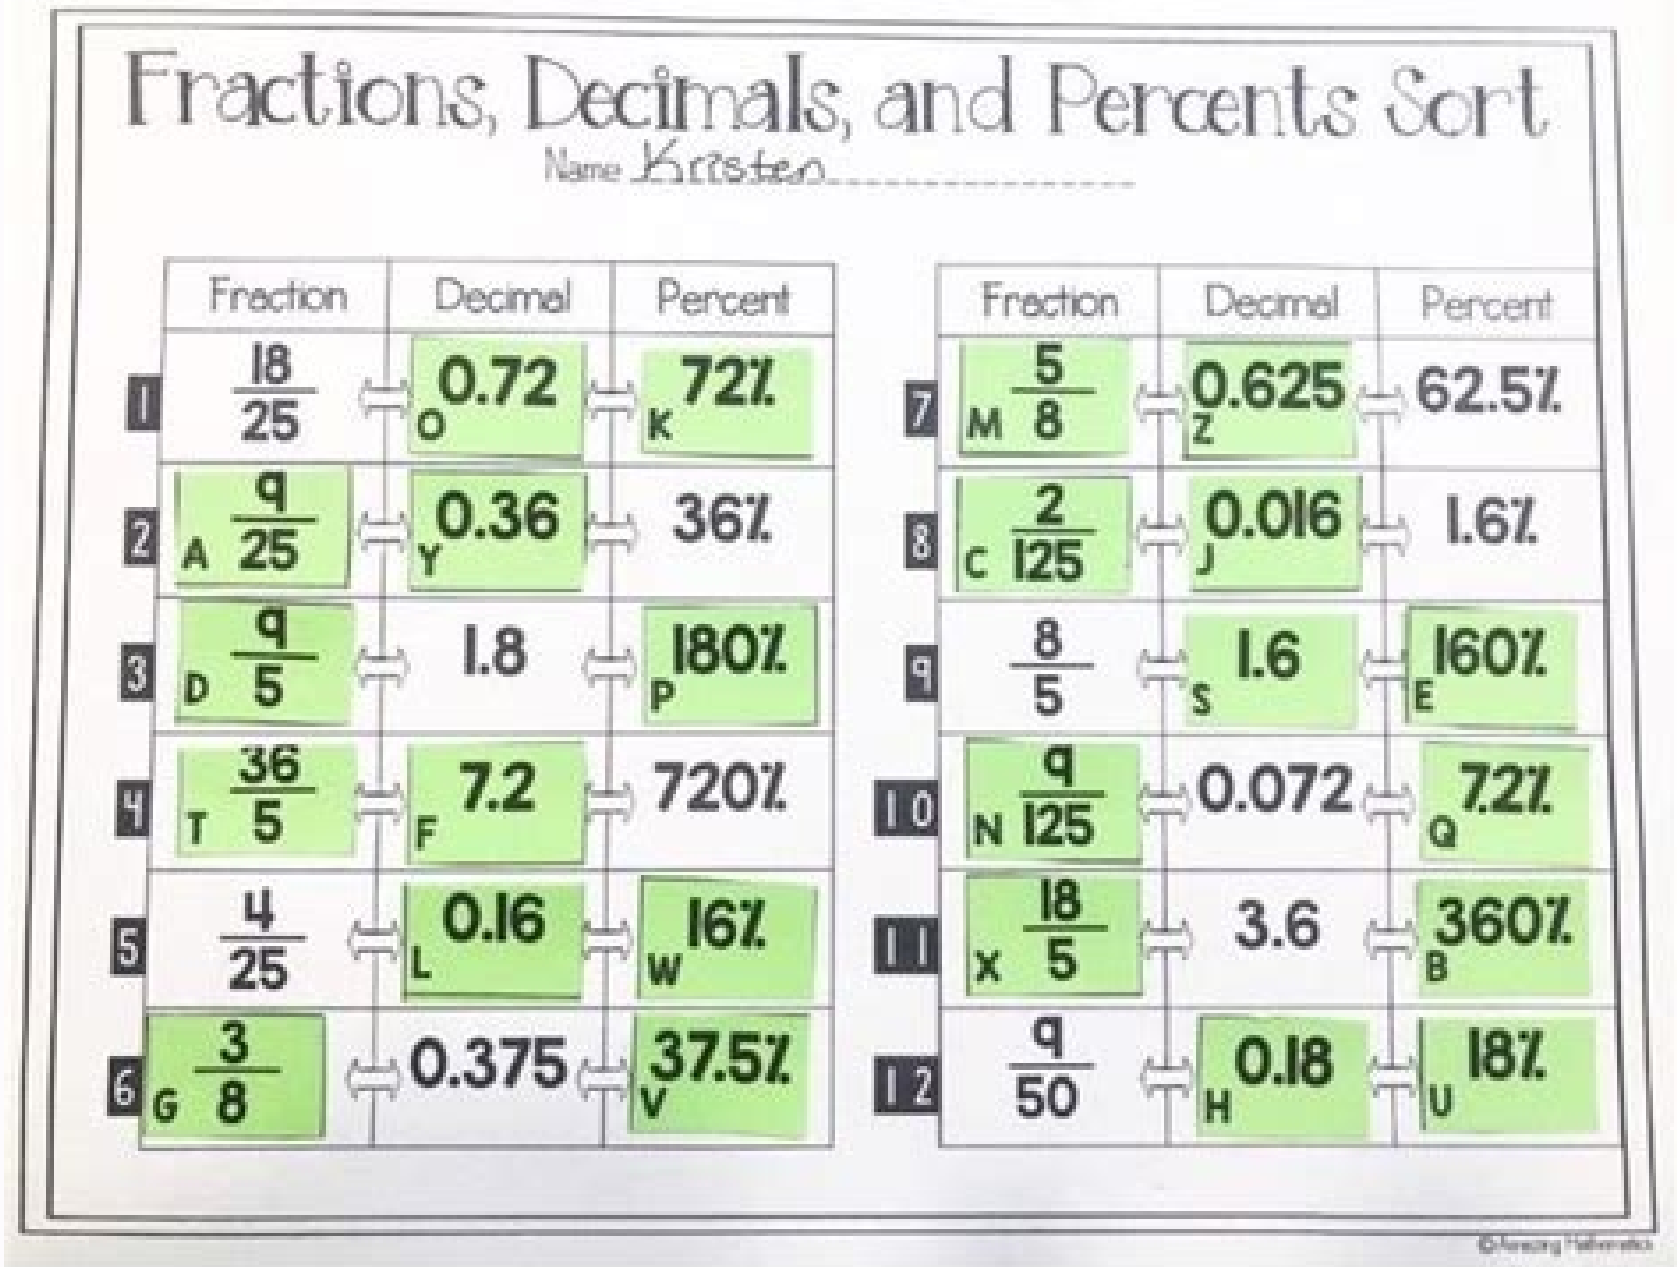 Fractions, Decimals, and Percents Sort
Name Kristen
Fraction Decimal Percent
1 18/25 0.72 O 72% K
2 A 9/25 0.36 Y 36%
3 D 9/5 1.8 180% P
4 T 36/5 7.2 F 720%
5 4/25 0.16 L 16% W
6 G 3/8 0.375 37.5% V
Fraction Decimal Percent
7 M 5/8 0.625 Z 62.5%
8 C 2/125 0.016 J 1.6%
9 8/5 1.6 S 160% E
10 N 9/125 0.072 7.2% Q
11 X 18/5 3.6 360% B
12 9/50 0.18 H 18% U
©Amazing Mathematics